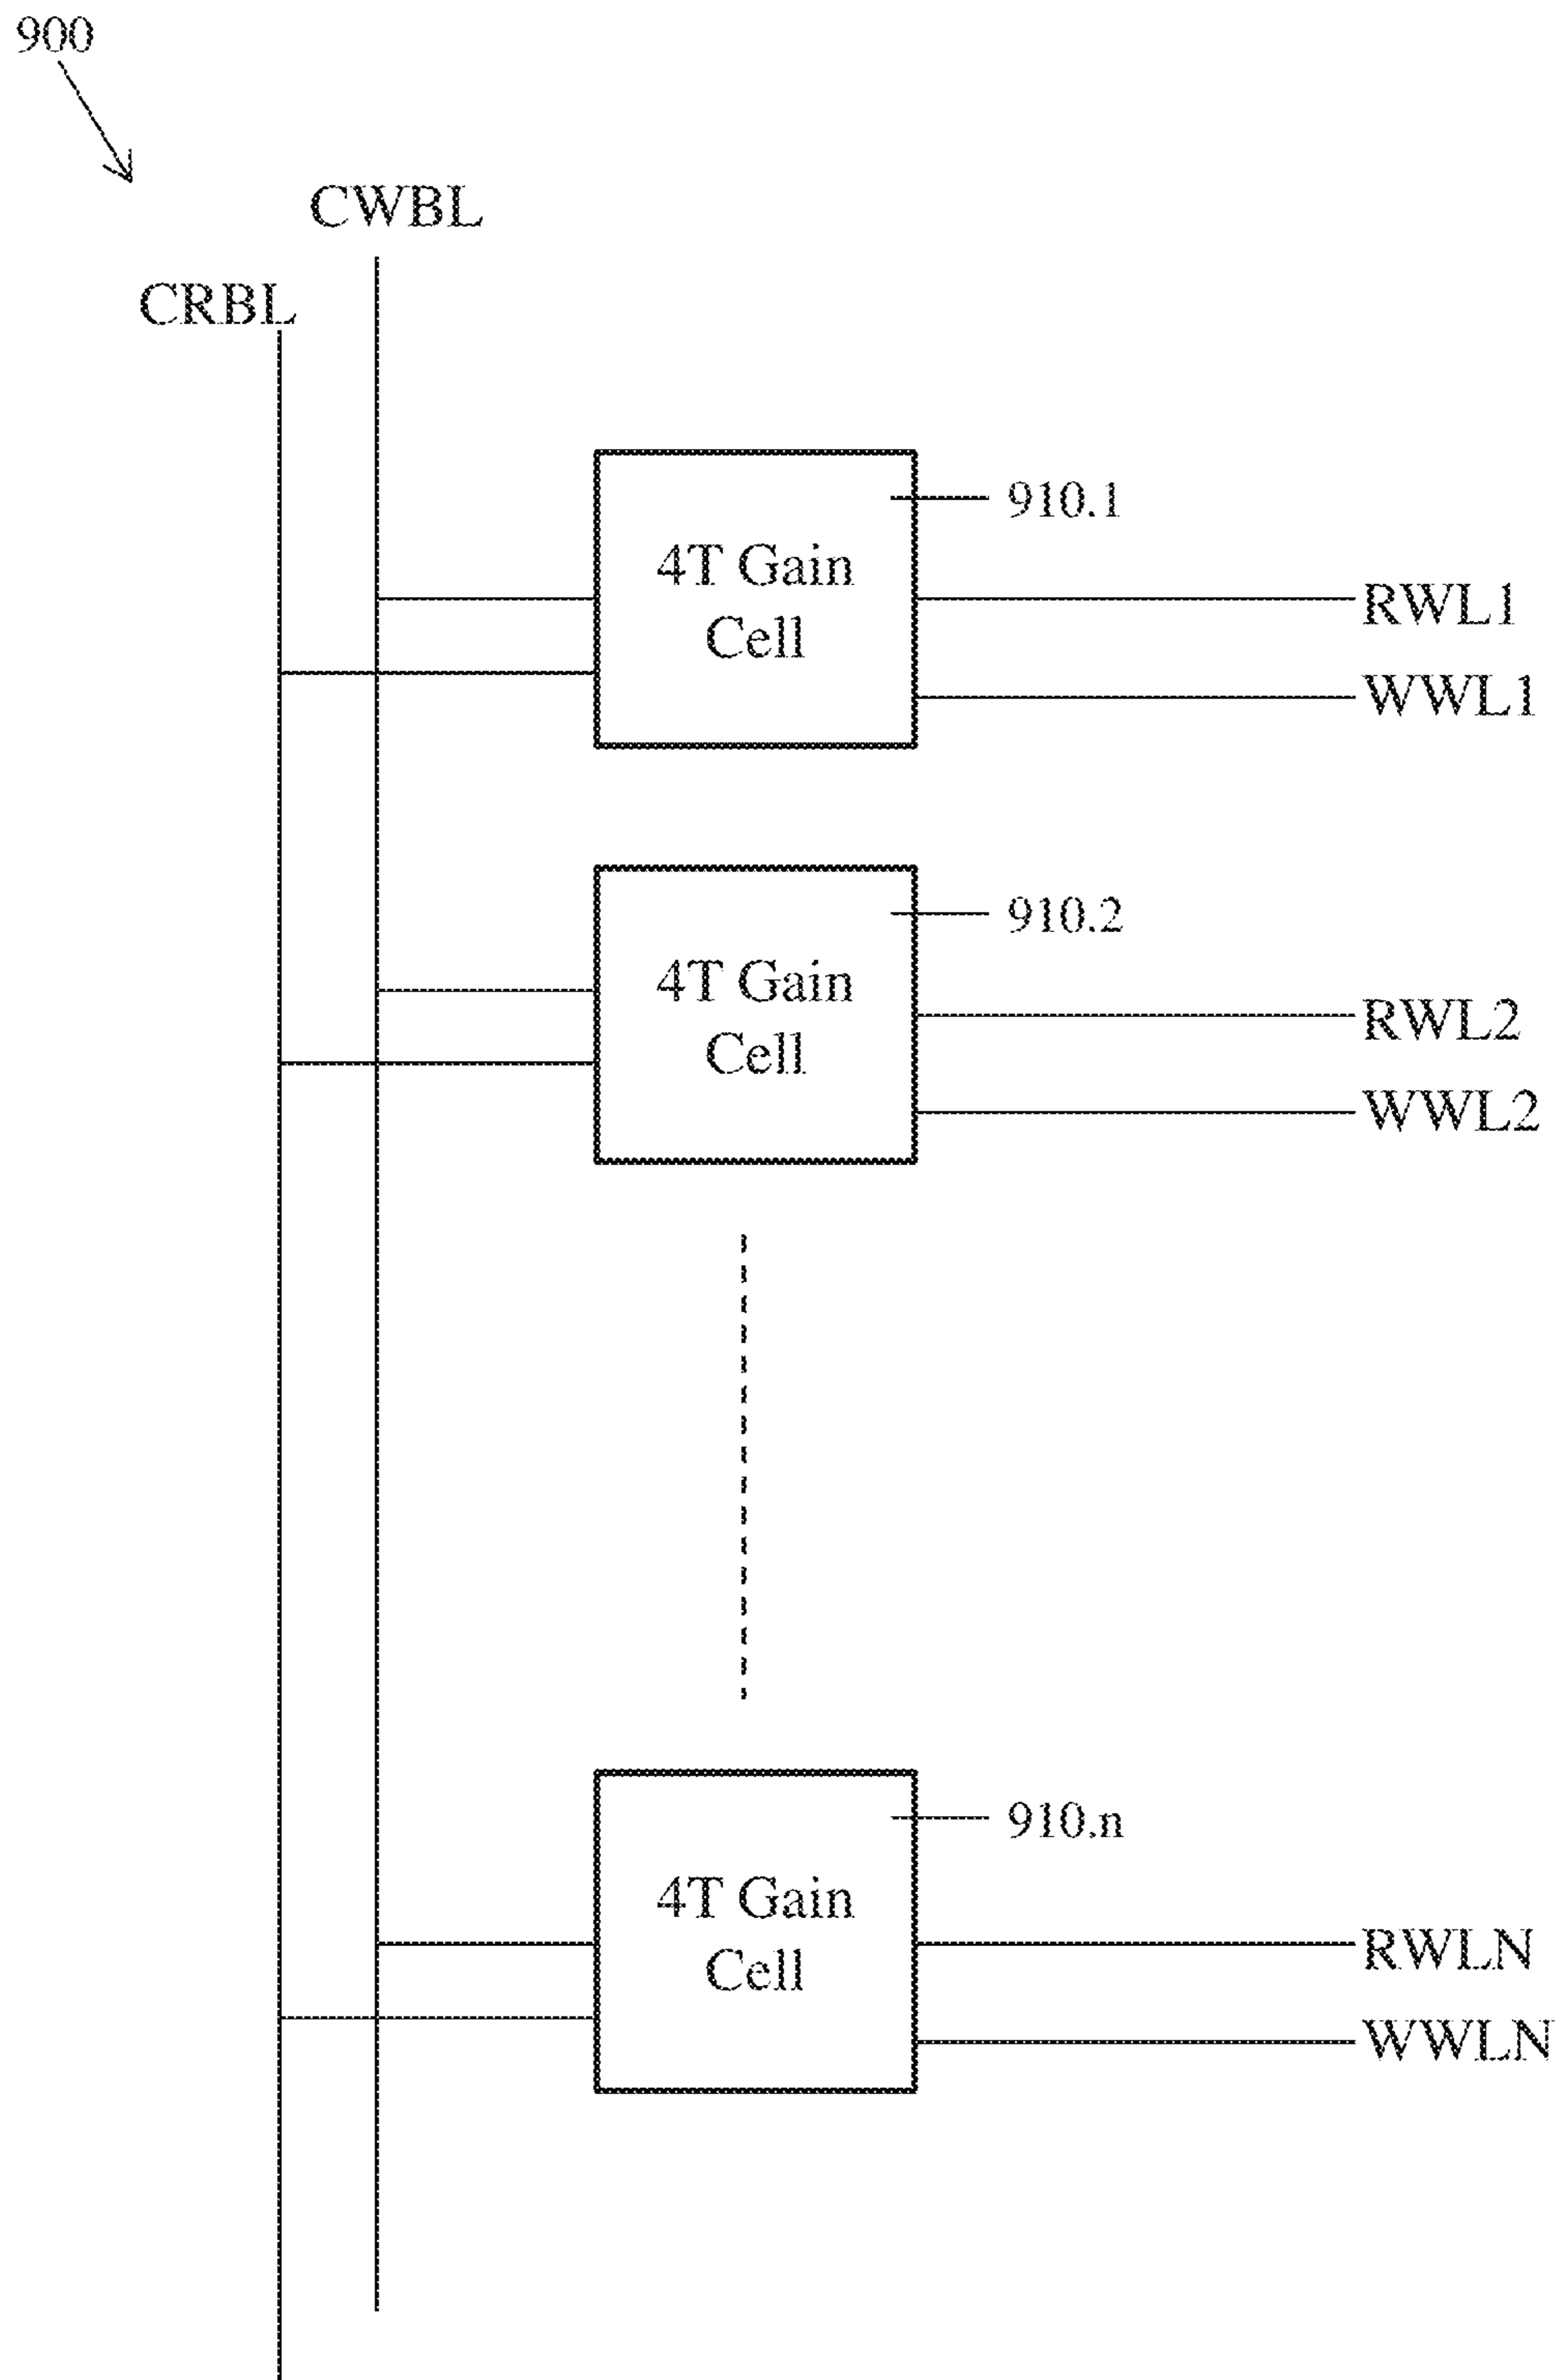 900
CWBL
CRBL
910.1
4T Gain
Cell
RWL1
WWL1
910.2
4T Gain
Cell
RWL2
WWL2
910.n
4T Gain
Cell
RWLN
WWLN